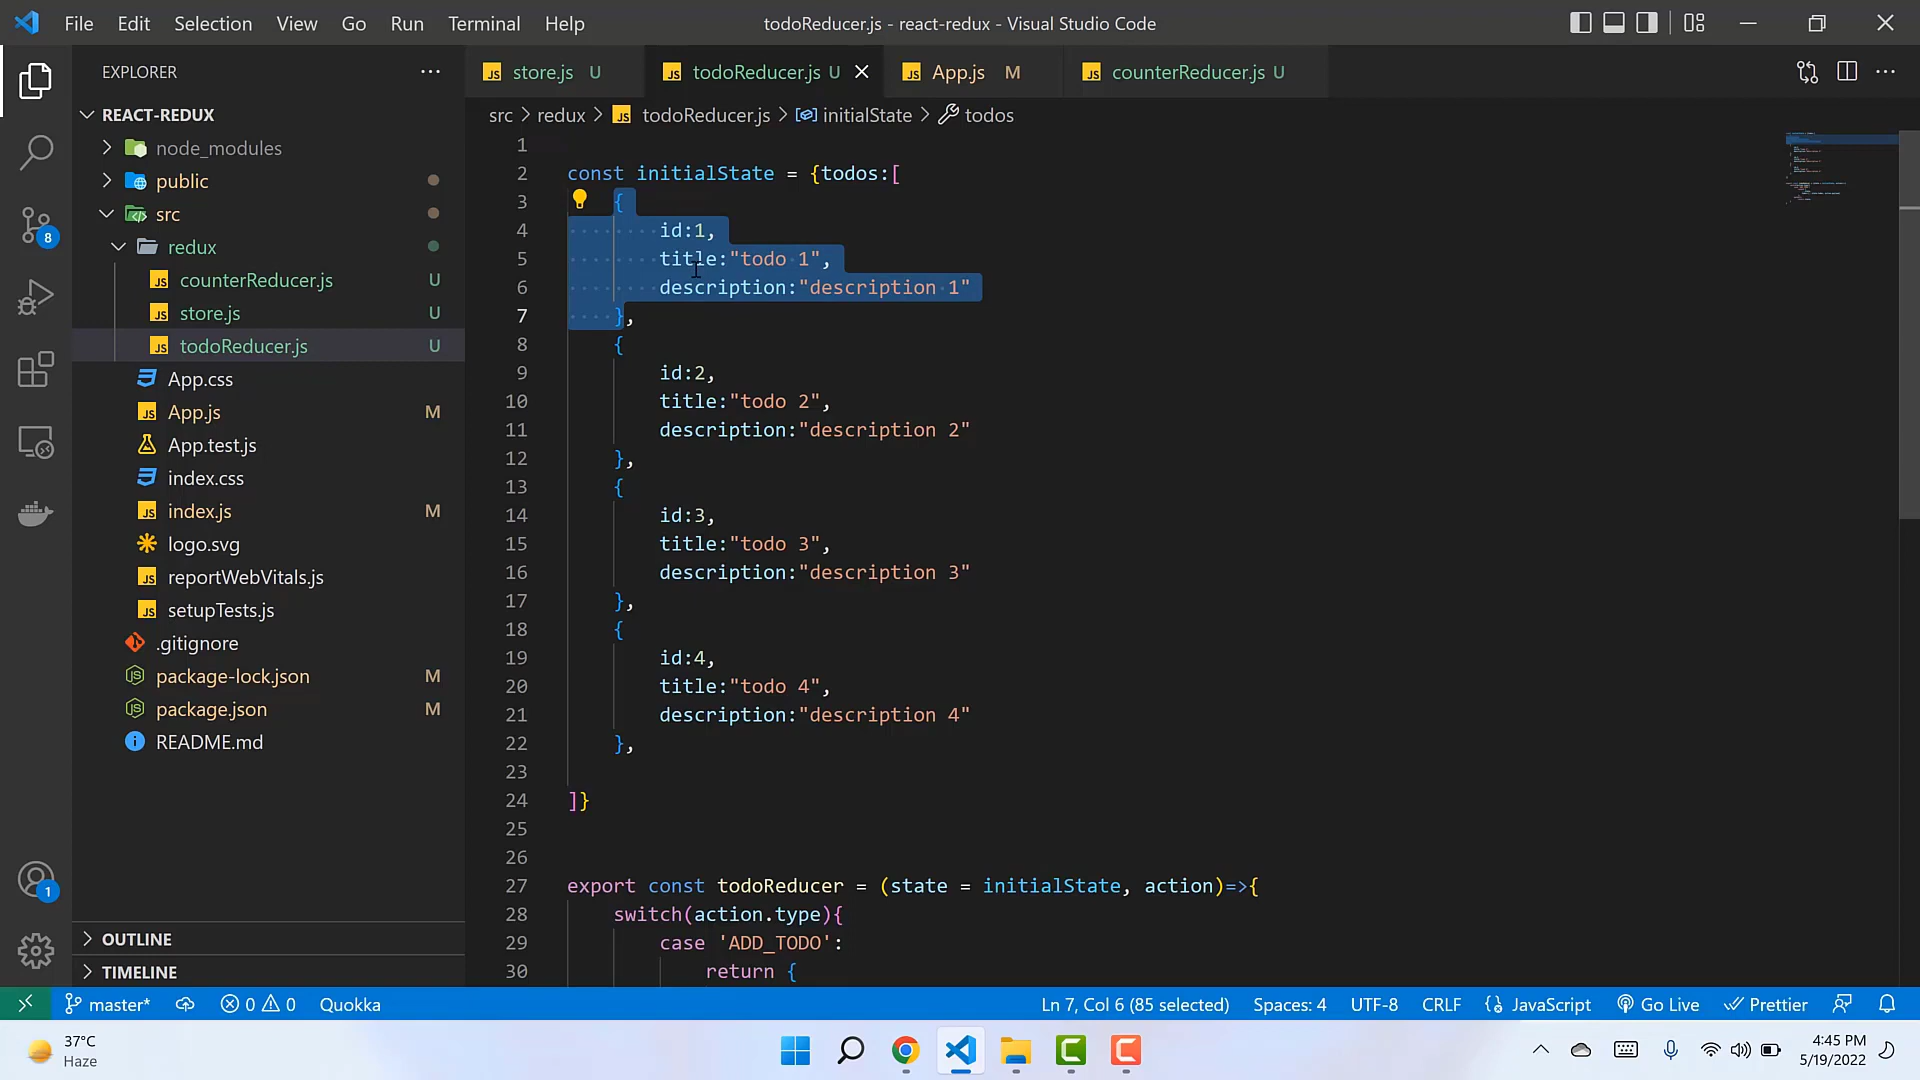 File Edit Selection View Go Run Terminal Help
todoReducer.js - react-redux - Visual Studio Code
EXPLORER
REACT-REDUX
node_modules
public
src
redux
counterReducer.js U
store.js U
todoReducer.js U
App.css
App.js M
App.test.js
index.css
index.js M
logo.svg
reportWebVitals.js
setupTests.js
.gitignore
package-lock.json M
package.json M
README.md
OUTLINE
TIMELINE
8
1
JS store.js U JS todoReducer.js U JS App.js M JS counterReducer.js U
src > redux > JS todoReducer.js > initialState > todos
1
2 const initialState = {todos:[
3 {
4 id:1,
5 title:"todo 1",
6 description:"description 1"
7 },
8 {
9 id:2,
10 title:"todo 2",
11 description:"description 2"
12 },
13 {
14 id:3,
15 title:"todo 3",
16 description:"description 3"
17 },
18 {
19 id:4,
20 title:"todo 4",
21 description:"description 4"
22 },
23
24 ]}
25
26
27 export const todoReducer = (state = initialState, action)=>{
28 switch(action.type){
29 case 'ADD_TODO':
30 return {
master* 0 0 Quokka Ln 7, Col 6 (85 selected) Spaces: 4 UTF-8 CRLF JavaScript Go Live Prettier
37°C
Haze
4:45 PM
5/19/2022